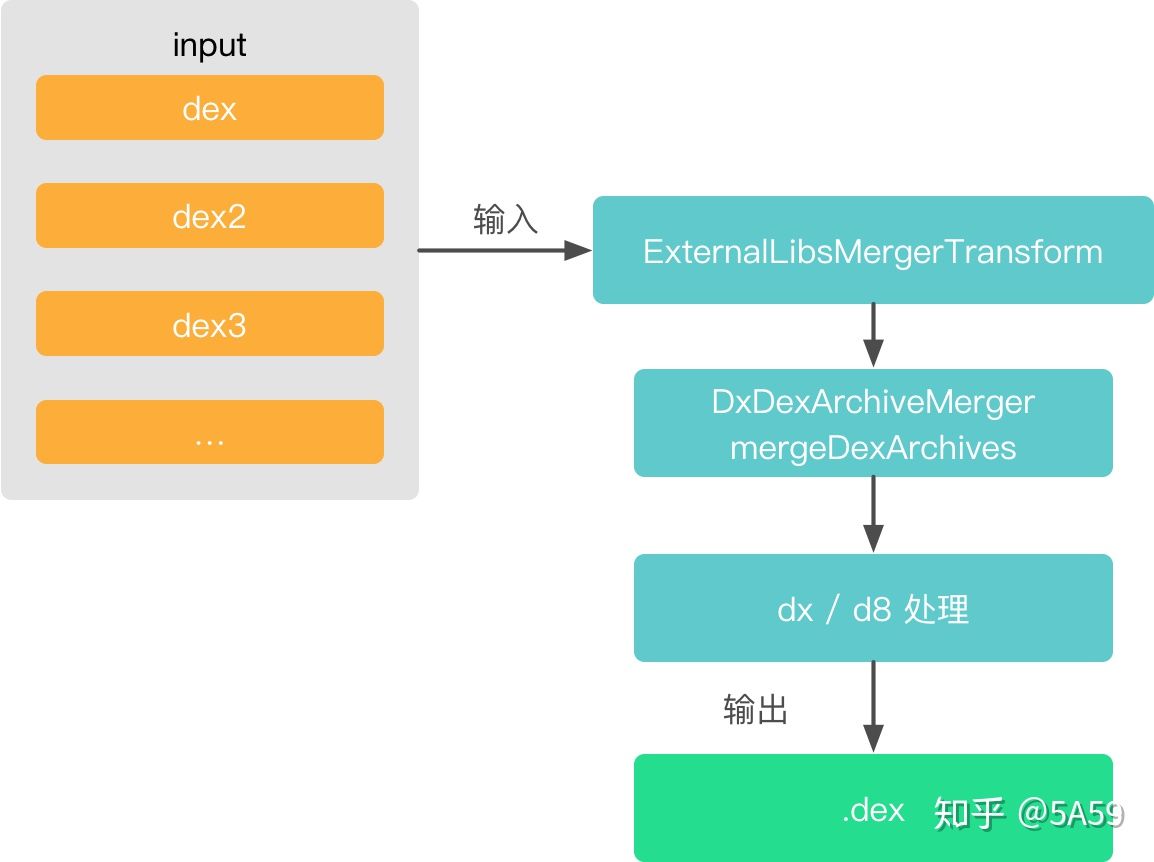 input
dex
dex2
dex3
...
输入
ExternalLibsMergerTransform
DxDexArchiveMerger
mergeDexArchives
dx / d8 处理
输出
.dex
知乎 @5A59